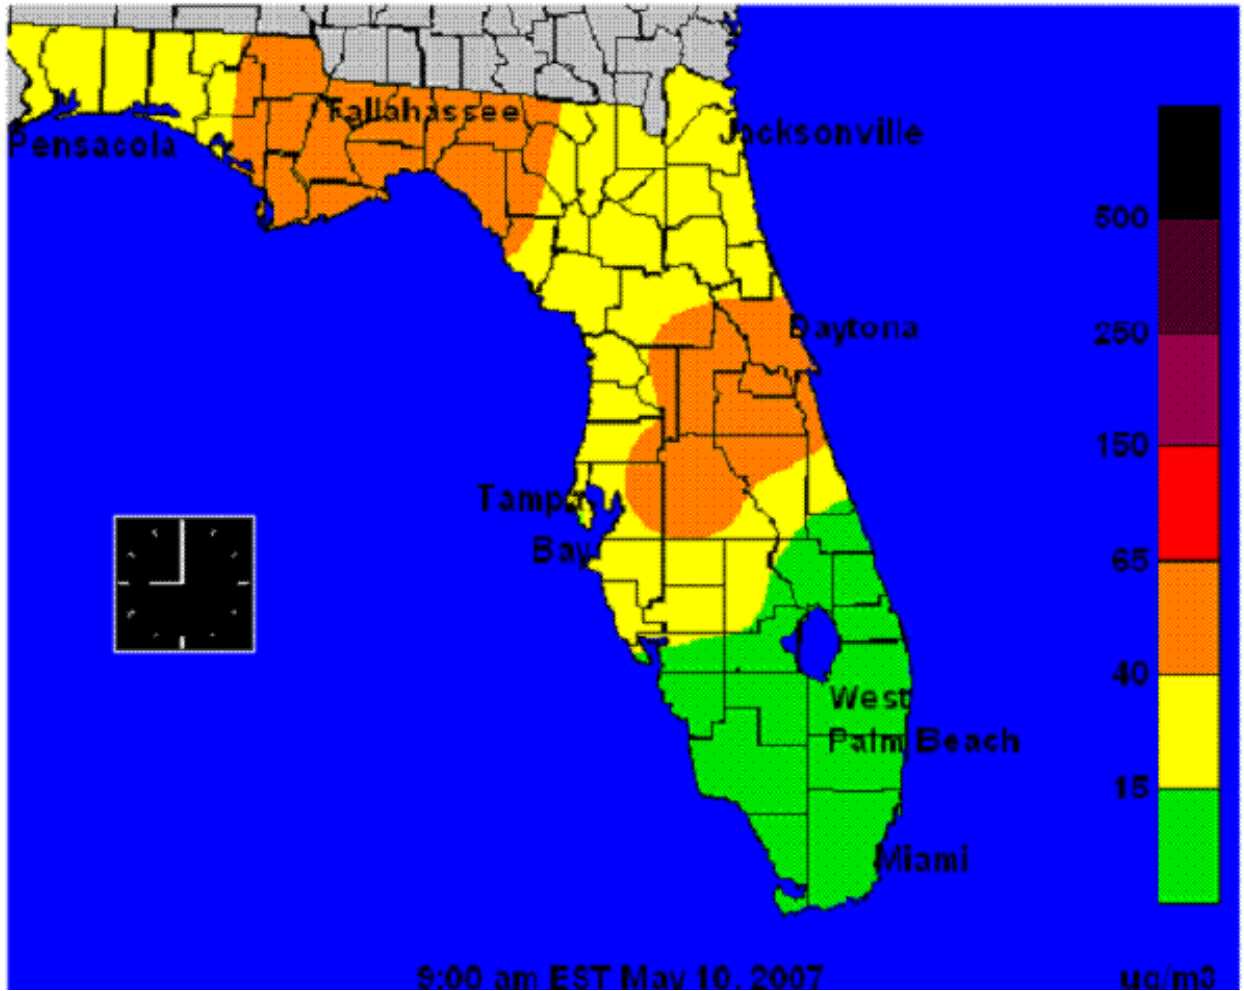 Tallahassee
Pensacola
Jacksonville
Daytona
Tampa
Bay
West
Palm Beach
Miami
500
250
150
65
40
15
9:00 am EST May 10, 2007
ug/m3